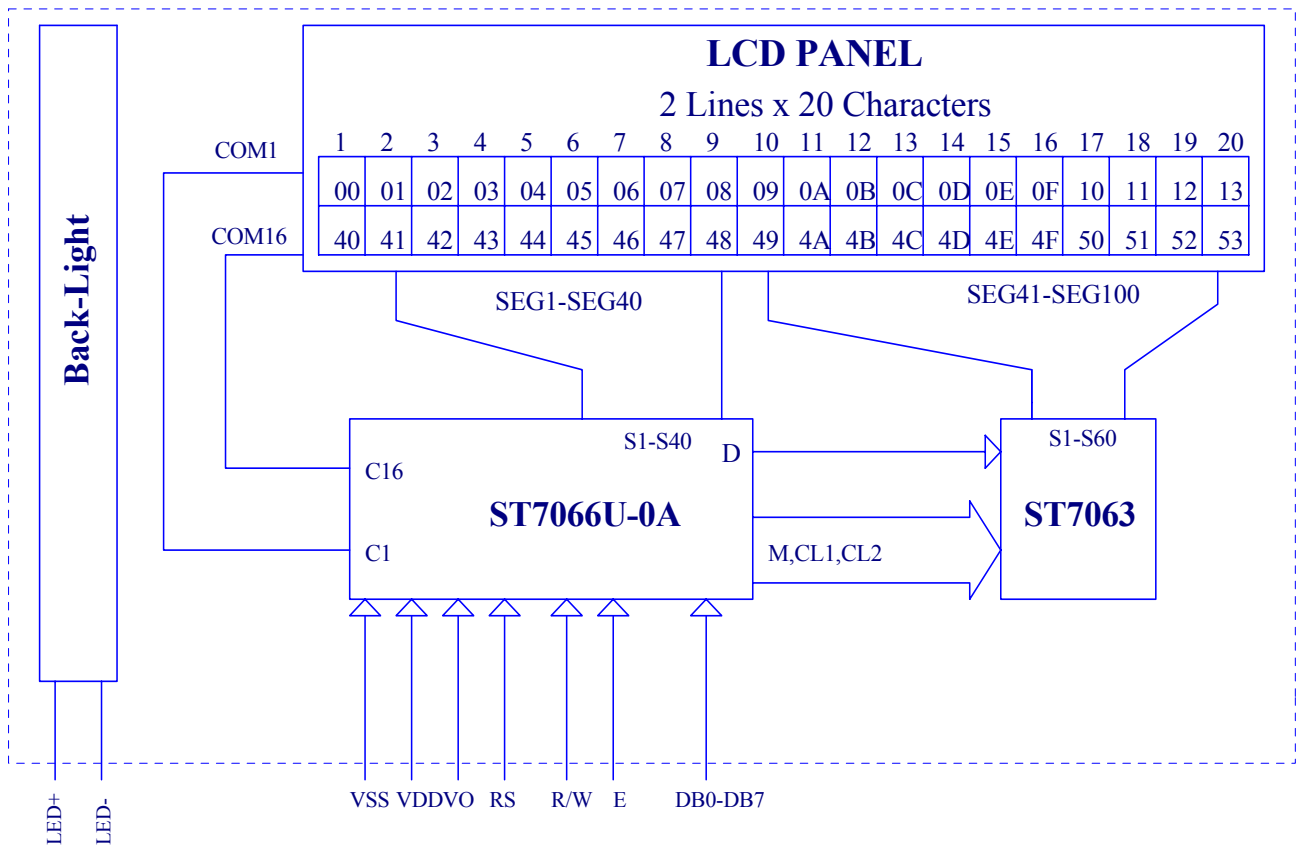 LCD PANEL
2 Lines x 20 Characters
1 2 3 4 5 6 7 8 9 10 11 12 13 14 15 16 17 18 19 20
COM1
00 01 02 03 04 05 06 07 08 09 0A 0B 0C 0D 0E 0F 10 11 12 13
COM16
40 41 42 43 44 45 46 47 48 49 4A 4B 4C 4D 4E 4F 50 51 52 53
Back-Light
SEG1-SEG40
SEG41-SEG100
S1-S40
D
S1-S60
C16
ST7066U-0A
ST7063
C1
M,CL1,CL2
VSS VDD VO RS R/W E DB0-DB7
LED+
LED-